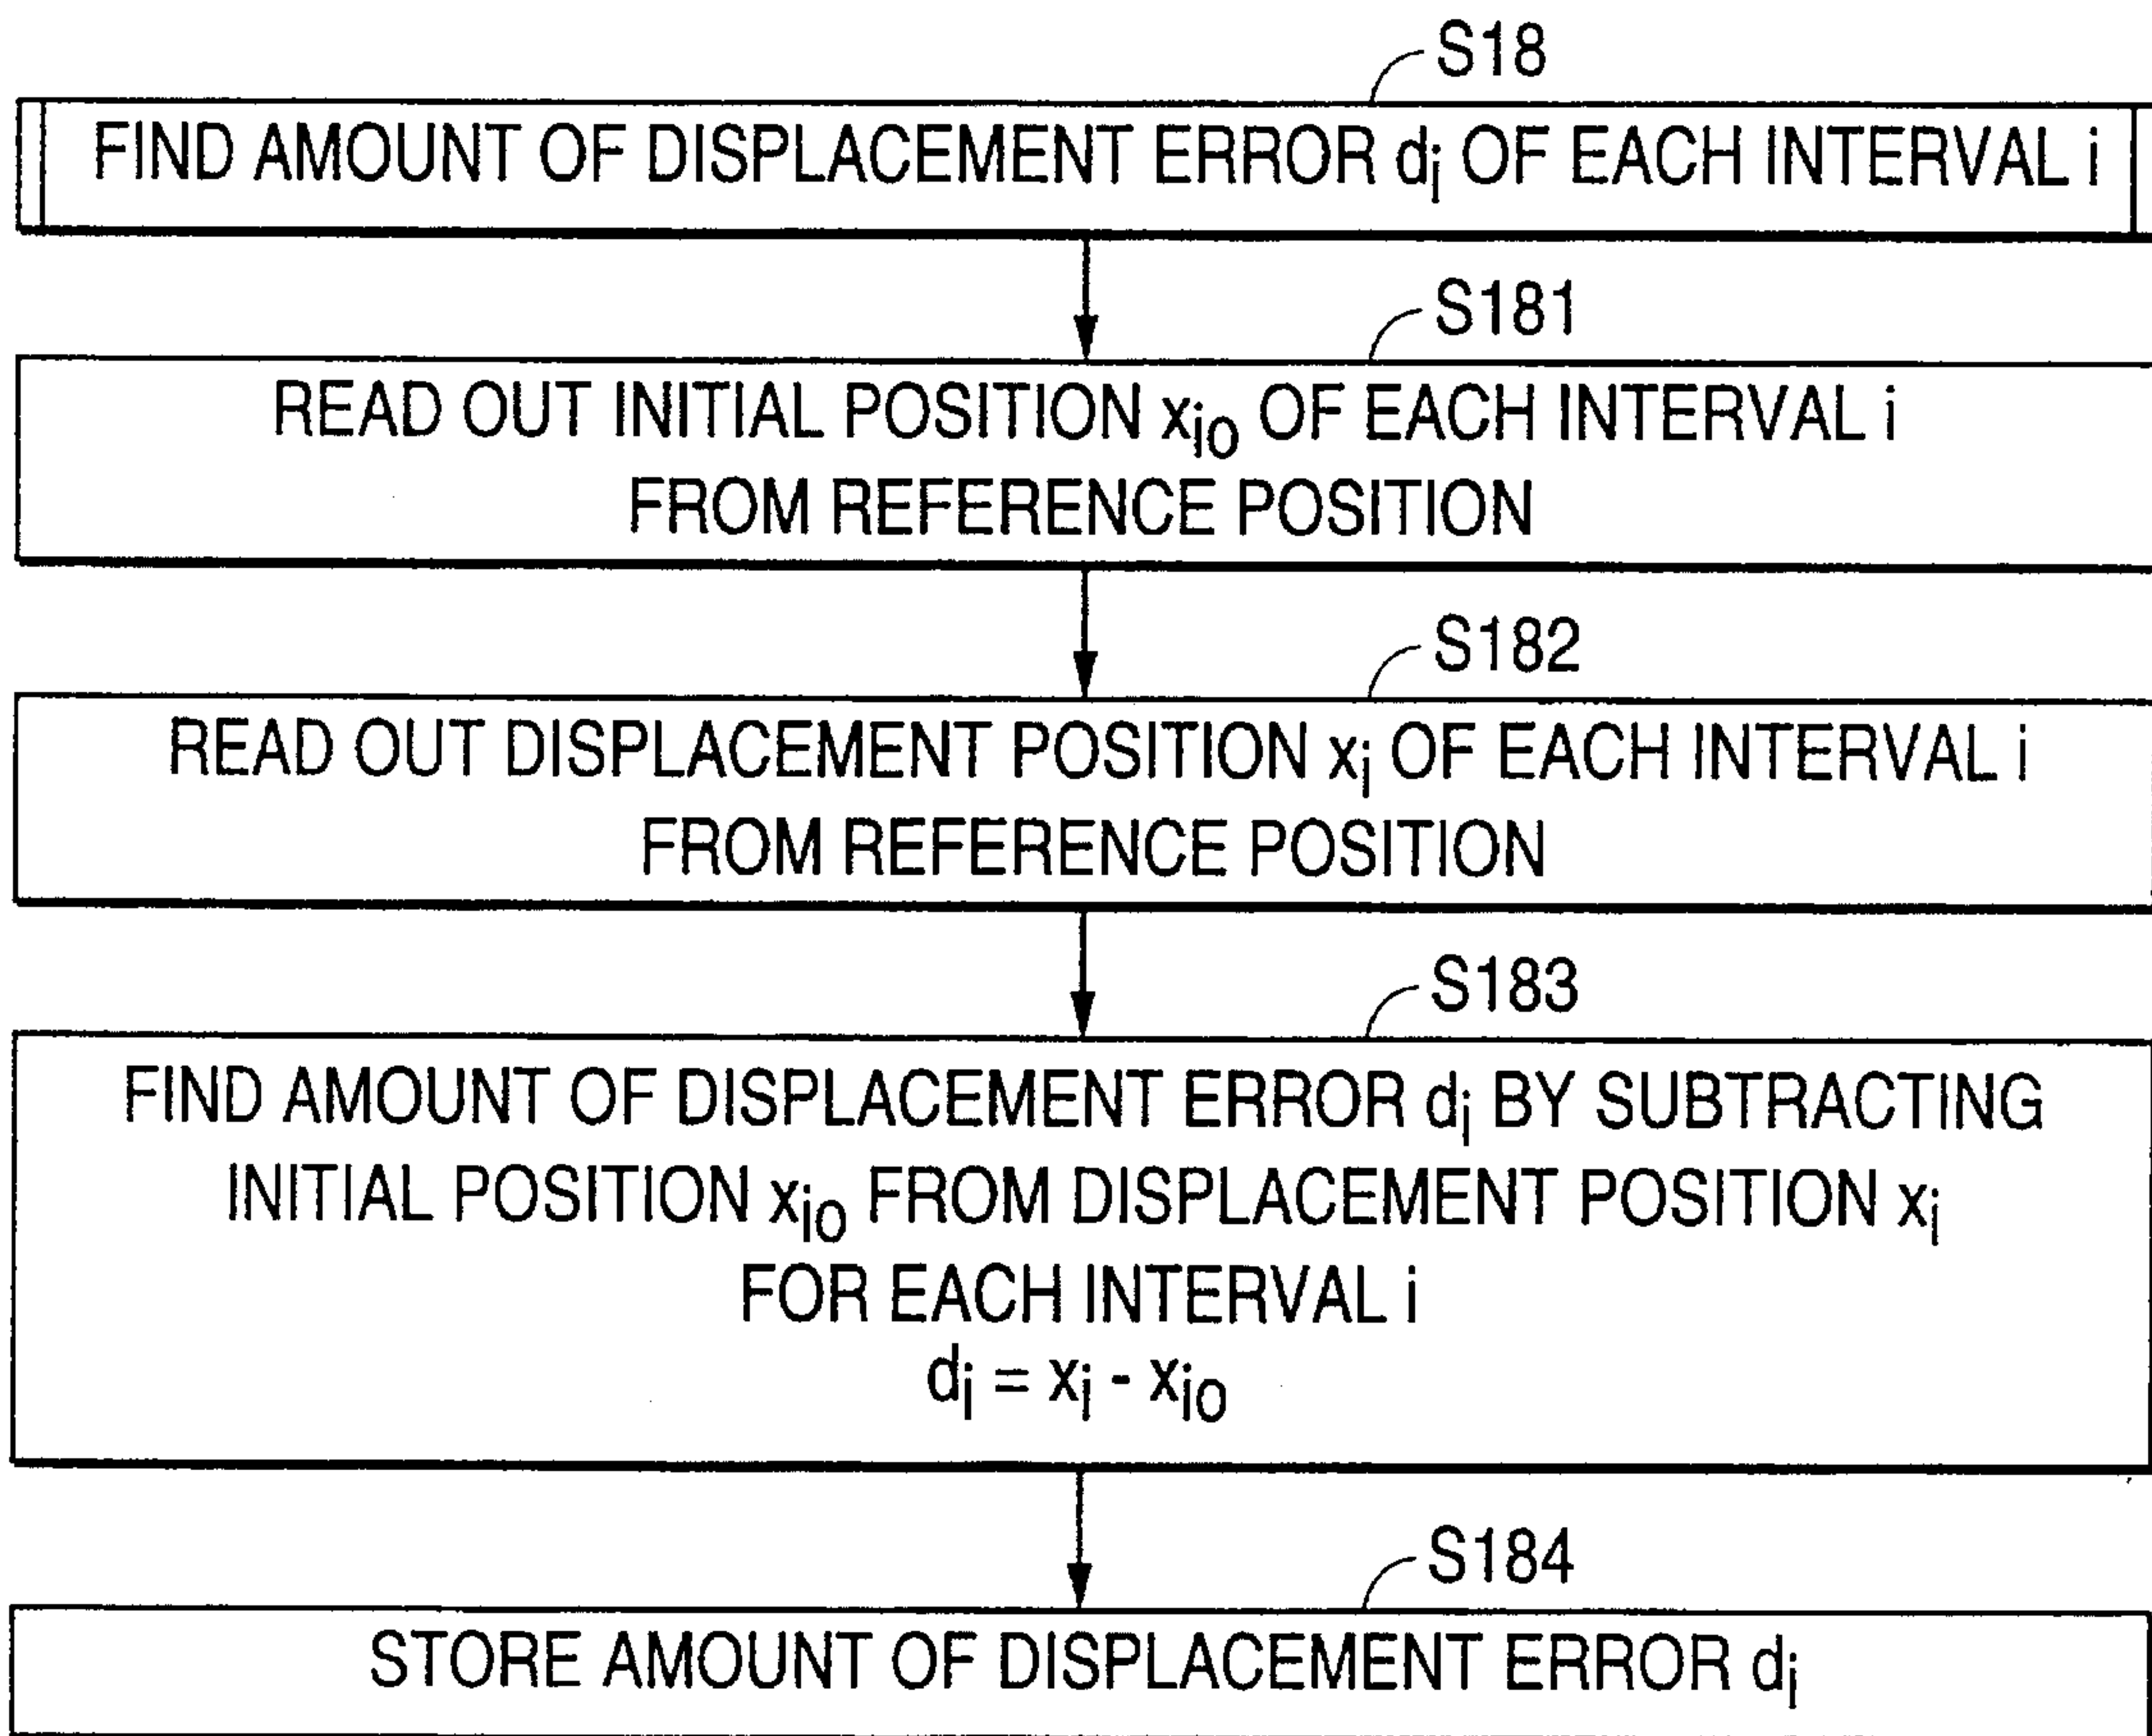 S18
FIND AMOUNT OF DISPLACEMENT ERROR di OF EACH INTERVAL i
S181
READ OUT INITIAL POSITION xio OF EACH INTERVAL i
FROM REFERENCE POSITION
S182
READ OUT DISPLACEMENT POSITION xi OF EACH INTERVAL i
FROM REFERENCE POSITION
S183
FIND AMOUNT OF DISPLACEMENT ERROR di BY SUBTRACTING
INITIAL POSITION xio FROM DISPLACEMENT POSITION xi
FOR EACH INTERVAL i
di = xi - xio
S184
STORE AMOUNT OF DISPLACEMENT ERROR di